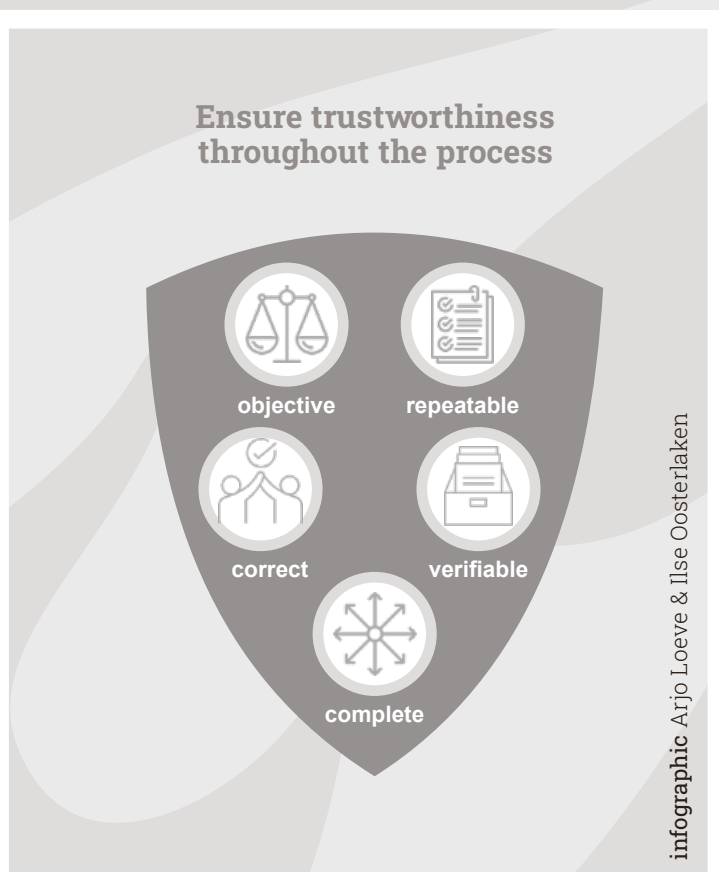 Ensure trustworthiness
throughout the process
objective
repeatable
correct
verifiable
complete
infographic Arjo Loeve & Ilse Oosterlaken